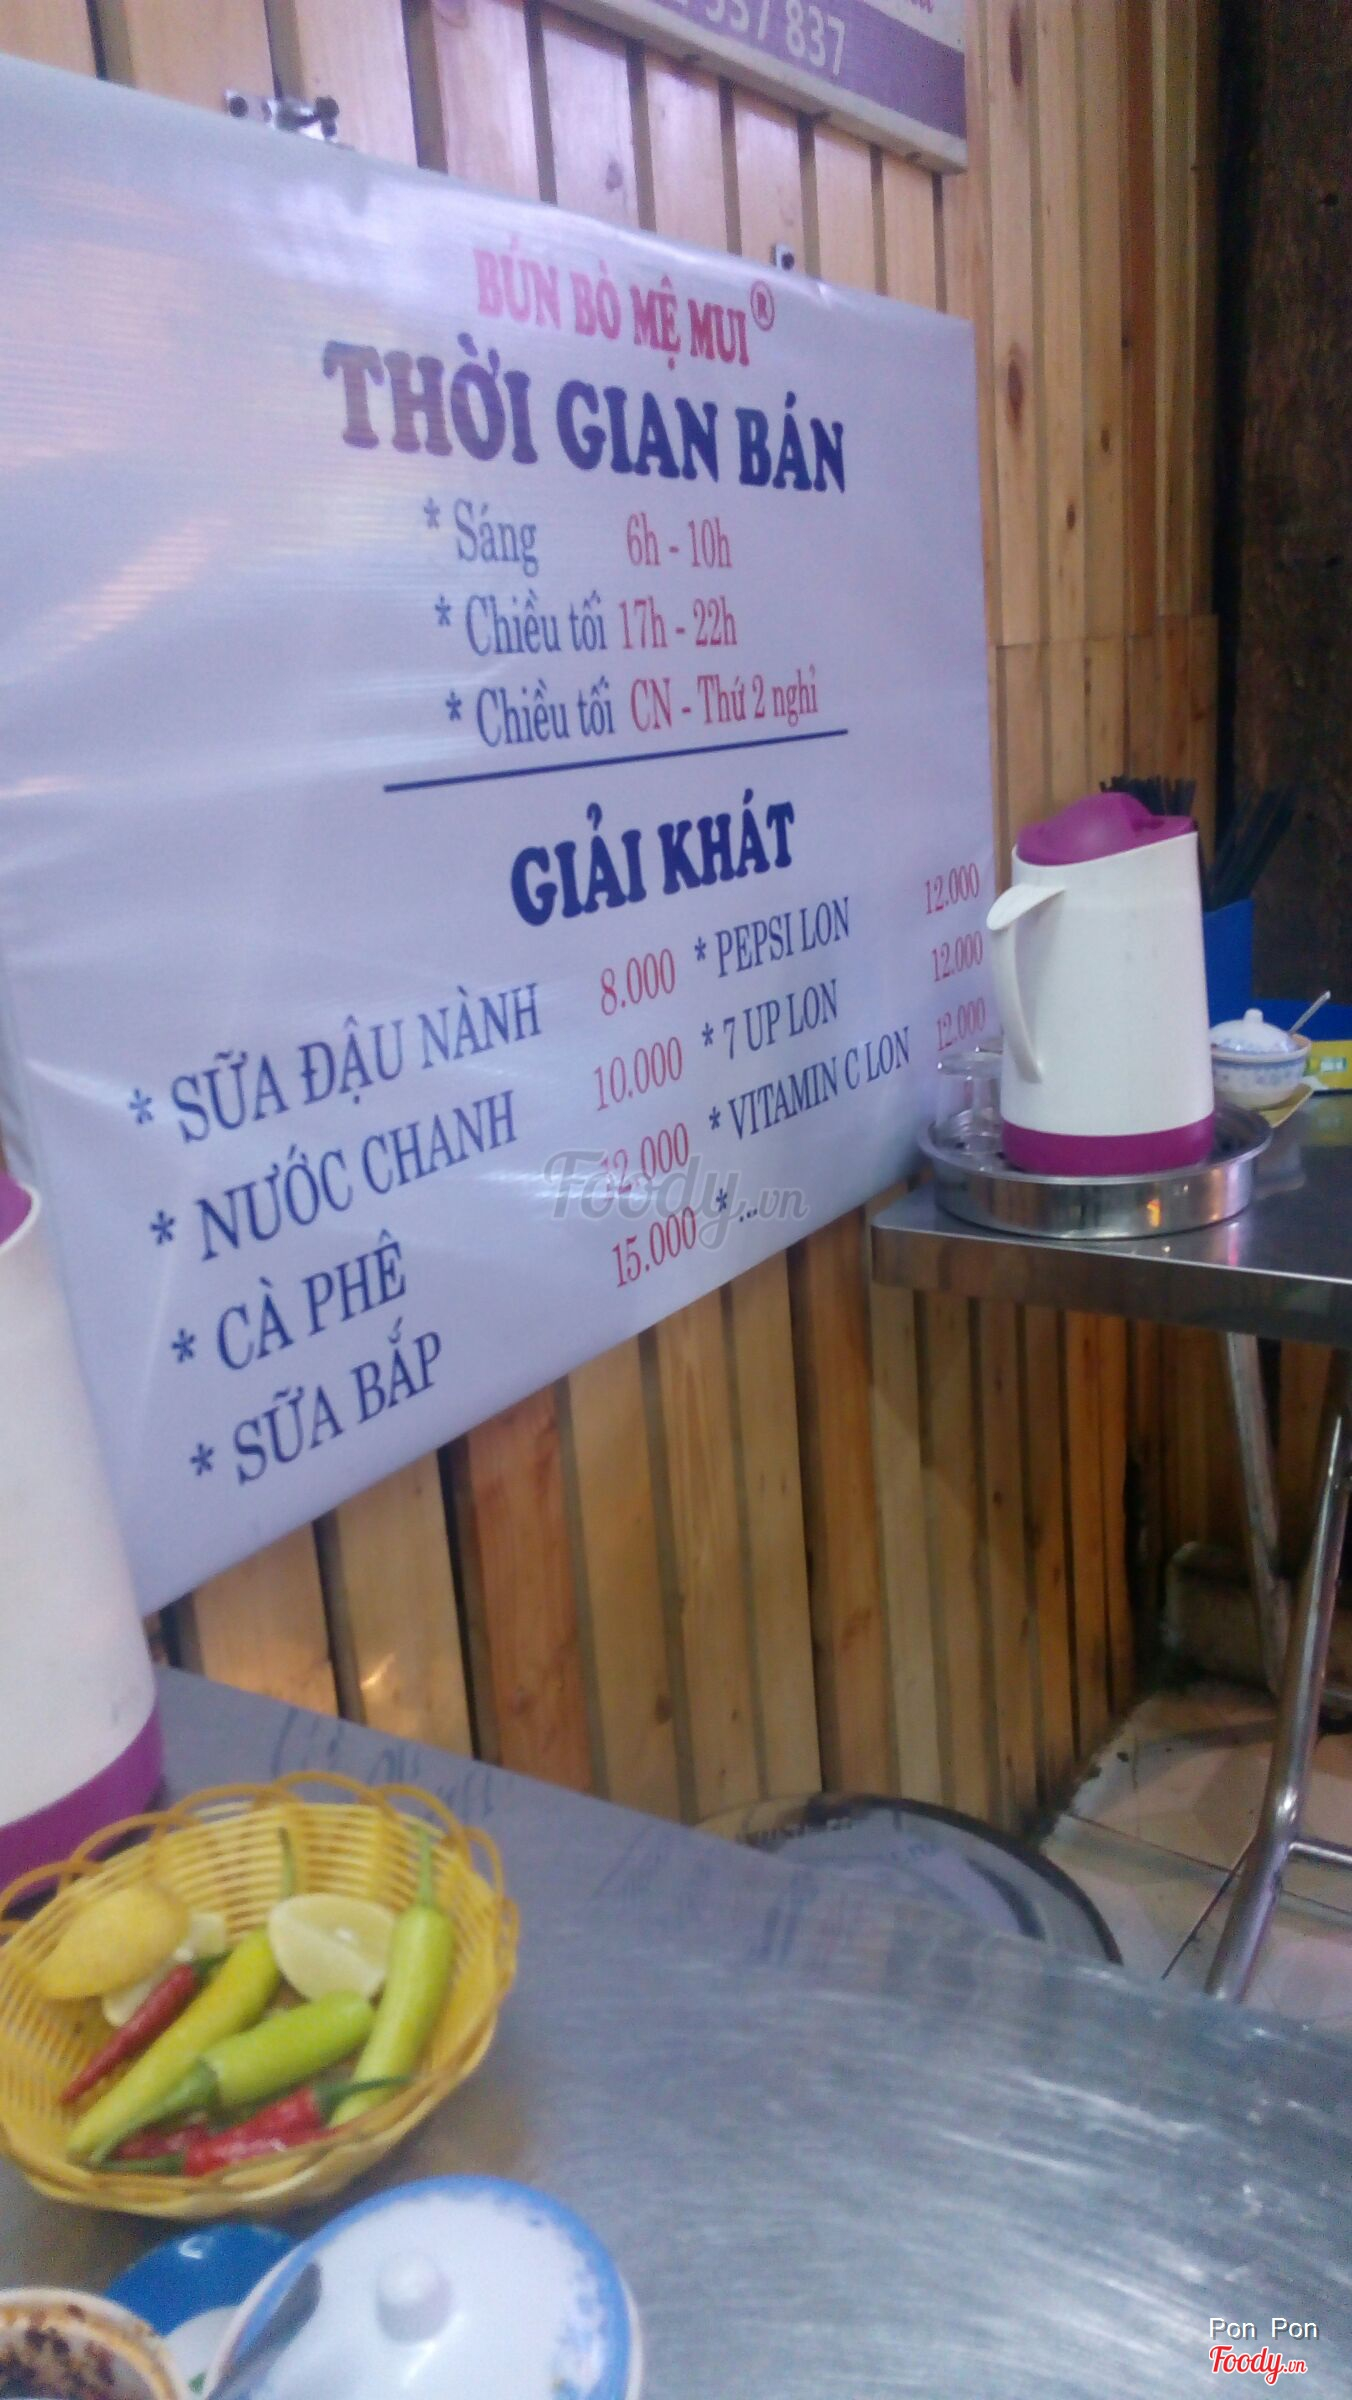 537 837
BÚN BÒ MỆ MUI®
THỜI GIAN BÁN
* Sáng 6h - 10h
* Chiều tối 17h - 22h
* Chiều tối CN - Thứ 2 nghỉ
GIẢI KHÁT
* SỮA ĐẬU NÀNH 8.000
* NƯỚC CHANH 10.000
* CÀ PHÊ 12.000
* SỮA BẮP 15.000
* PEPSI LON 12.000
* 7 UP LON 12.000
* VITAMIN C LON 12.000
* ...
Foody.vn
Pon Pon
Foody.vn